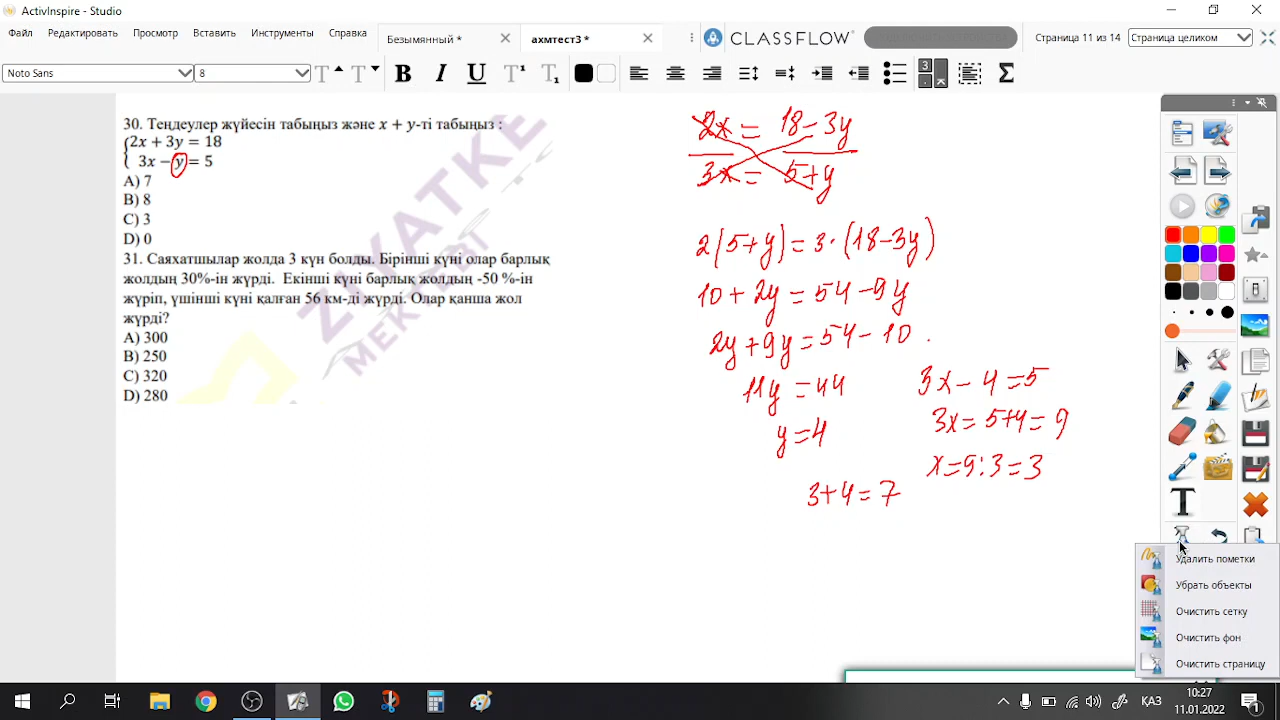 ActivInspire - Studio
Файл Редактировать Просмотр Вставить Инструменты Справка
Безымянный * ахмтест3 * CLASSFLOW Страница 11 из 14 Страница целиком
Noto Sans 8 B I U T T
30. Теңдеулер жүйесін табыңыз және x + y-ті табыңыз :
{2x + 3y = 18
3x − y = 5
A) 7
B) 8
C) 3
D) 0
31. Саяхатшылар жолда 3 күн болды. Бірінші күні олар барлық
жолдың 30%-ін жүрді. Екінші күні барлық жолдың -50 %-ін
жүріп, үшінші күні қалған 56 км-ді жүрді. Олар қанша жол
жүрді?
A) 300
B) 250
C) 320
D) 280
ZIYATKE
MEKTEBI
2x = 18 - 3y
3x = 5 + y
2(5+y) = 3·(18-3y)
10 + 2y = 54 - 9y
2y + 9y = 54 - 10
11y = 44
y = 4
3x - 4 = 5
3x = 5+4 = 9
x = 9:3 = 3
3 + 4 = 7
T
Удалить пометки
Убрать объекты
Очистить сетку
Очистить фон
Очистить страницу
КАЗ
10:27
11.01.2022
1